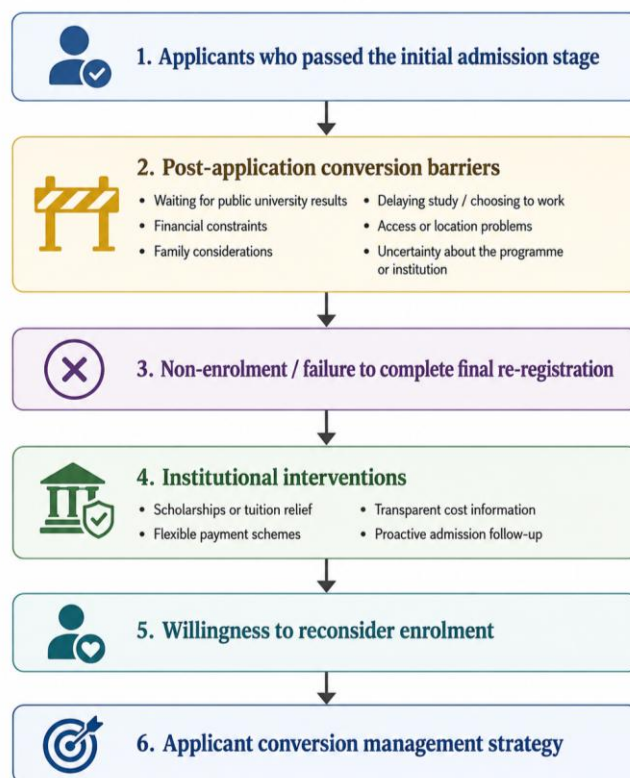 1. Applicants who passed the initial admission stage
2. Post-application conversion barriers
• Waiting for public university results
• Financial constraints
• Family considerations
• Delaying study / choosing to work
• Access or location problems
• Uncertainty about the programme
or institution
3. Non-enrolment / failure to complete final re-registration
4. Institutional interventions
• Scholarships or tuition relief
• Flexible payment schemes
• Transparent cost information
• Proactive admission follow-up
5. Willingness to reconsider enrolment
6. Applicant conversion management strategy